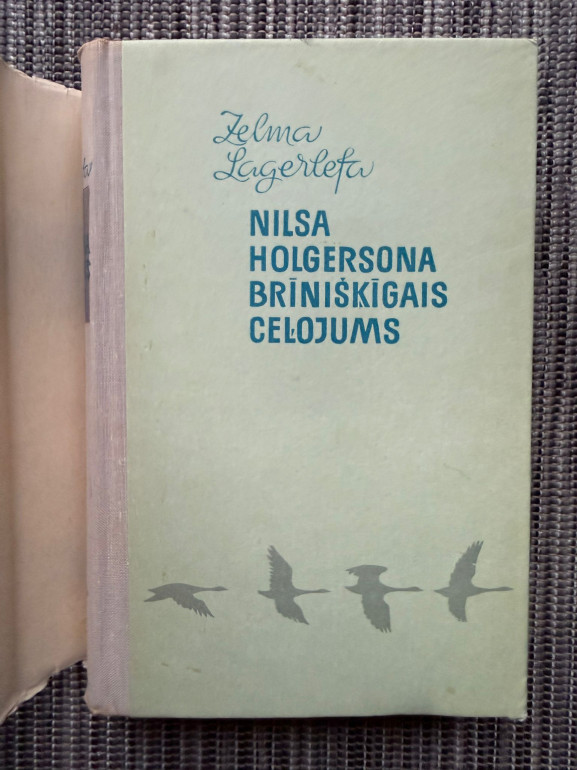 Zelma
Lagerlefa
NILSA
HOLGERSONA
BRĪNIŠĶĪGAIS
CEĻOJUMS